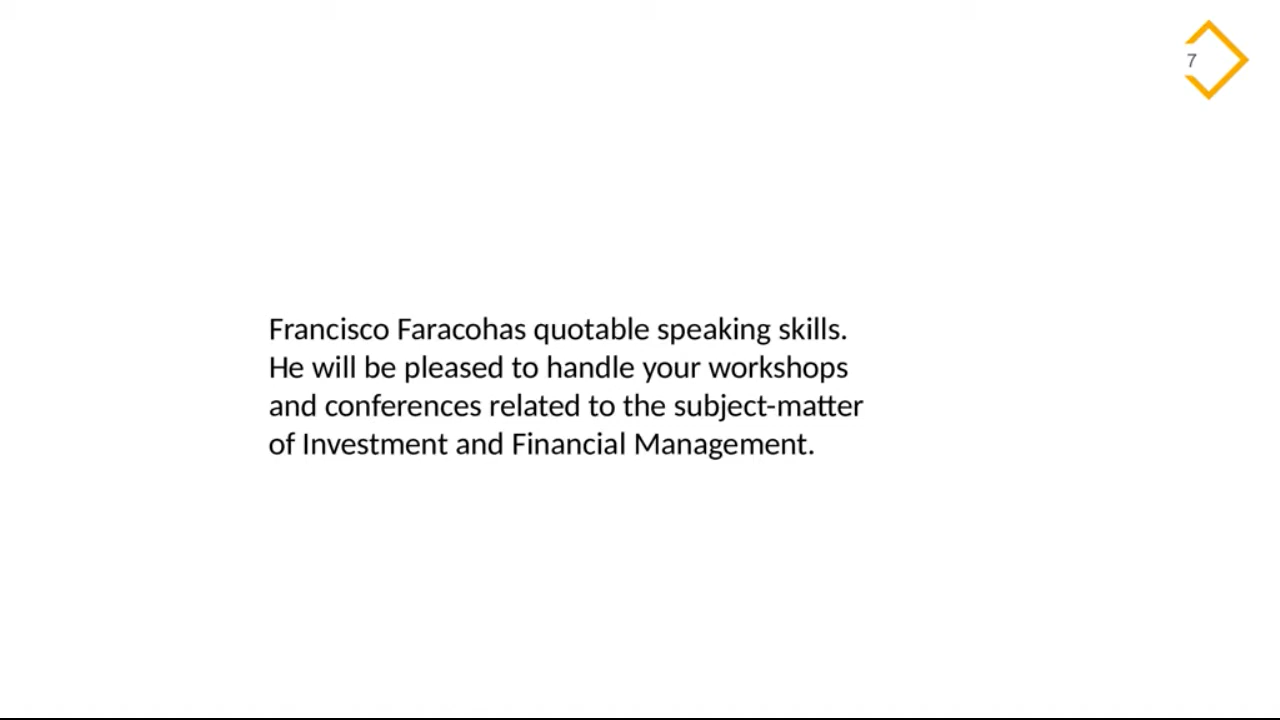 7
Francisco Faracohas quotable speaking skills.
He will be pleased to handle your workshops
and conferences related to the subject-matter
of Investment and Financial Management.